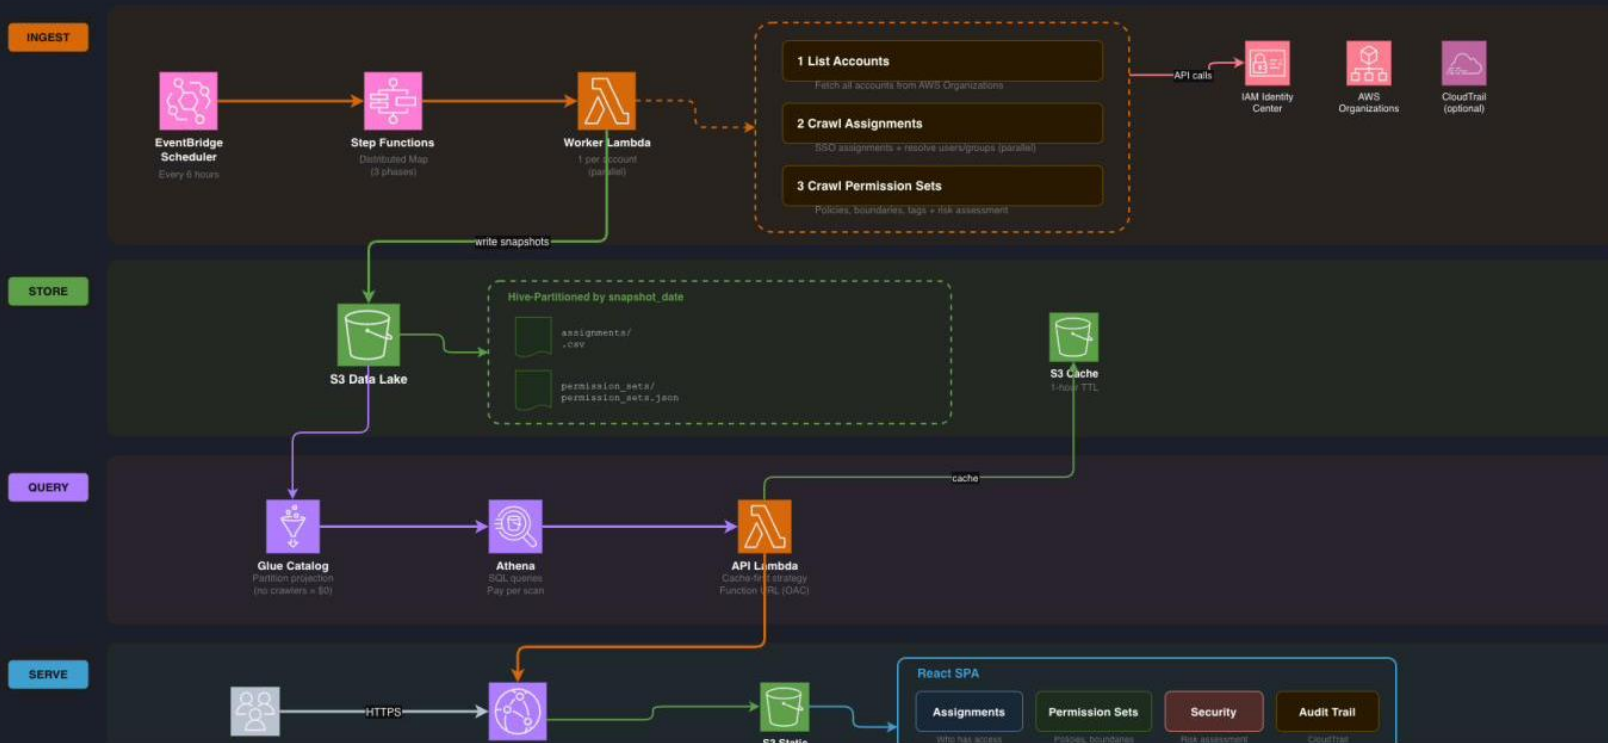 INGEST
EventBridge
Scheduler
Every 6 hours
Step Functions
Distributed Map
(3 phases)
Worker Lambda
1 per account
(parallel)
1 List Accounts
Fetch all accounts from AWS Organizations
2 Crawl Assignments
SSO assignments + resolve users/groups (parallel)
3 Crawl Permission Sets
Policies, boundaries, tags + risk assessment
API calls
IAM Identity
Center
AWS
Organizations
CloudTrail
(optional)
write snapshots
STORE
S3 Data Lake
Hive-Partitioned by snapshot_date
assignments/
.csv
permission_sets/
permission_sets.json
S3 Cache
1-hour TTL
QUERY
cache
Glue Catalog
Partition projection
(no crawlers = $0)
Athena
SQL queries
Pay per scan
API Lambda
Cache-first strategy
Function URL (OAC)
SERVE
HTTPS
S3 Static
React SPA
Assignments
Who has access
Permission Sets
Policies, boundaries
Security
Risk assessment
Audit Trail
CloudTrail